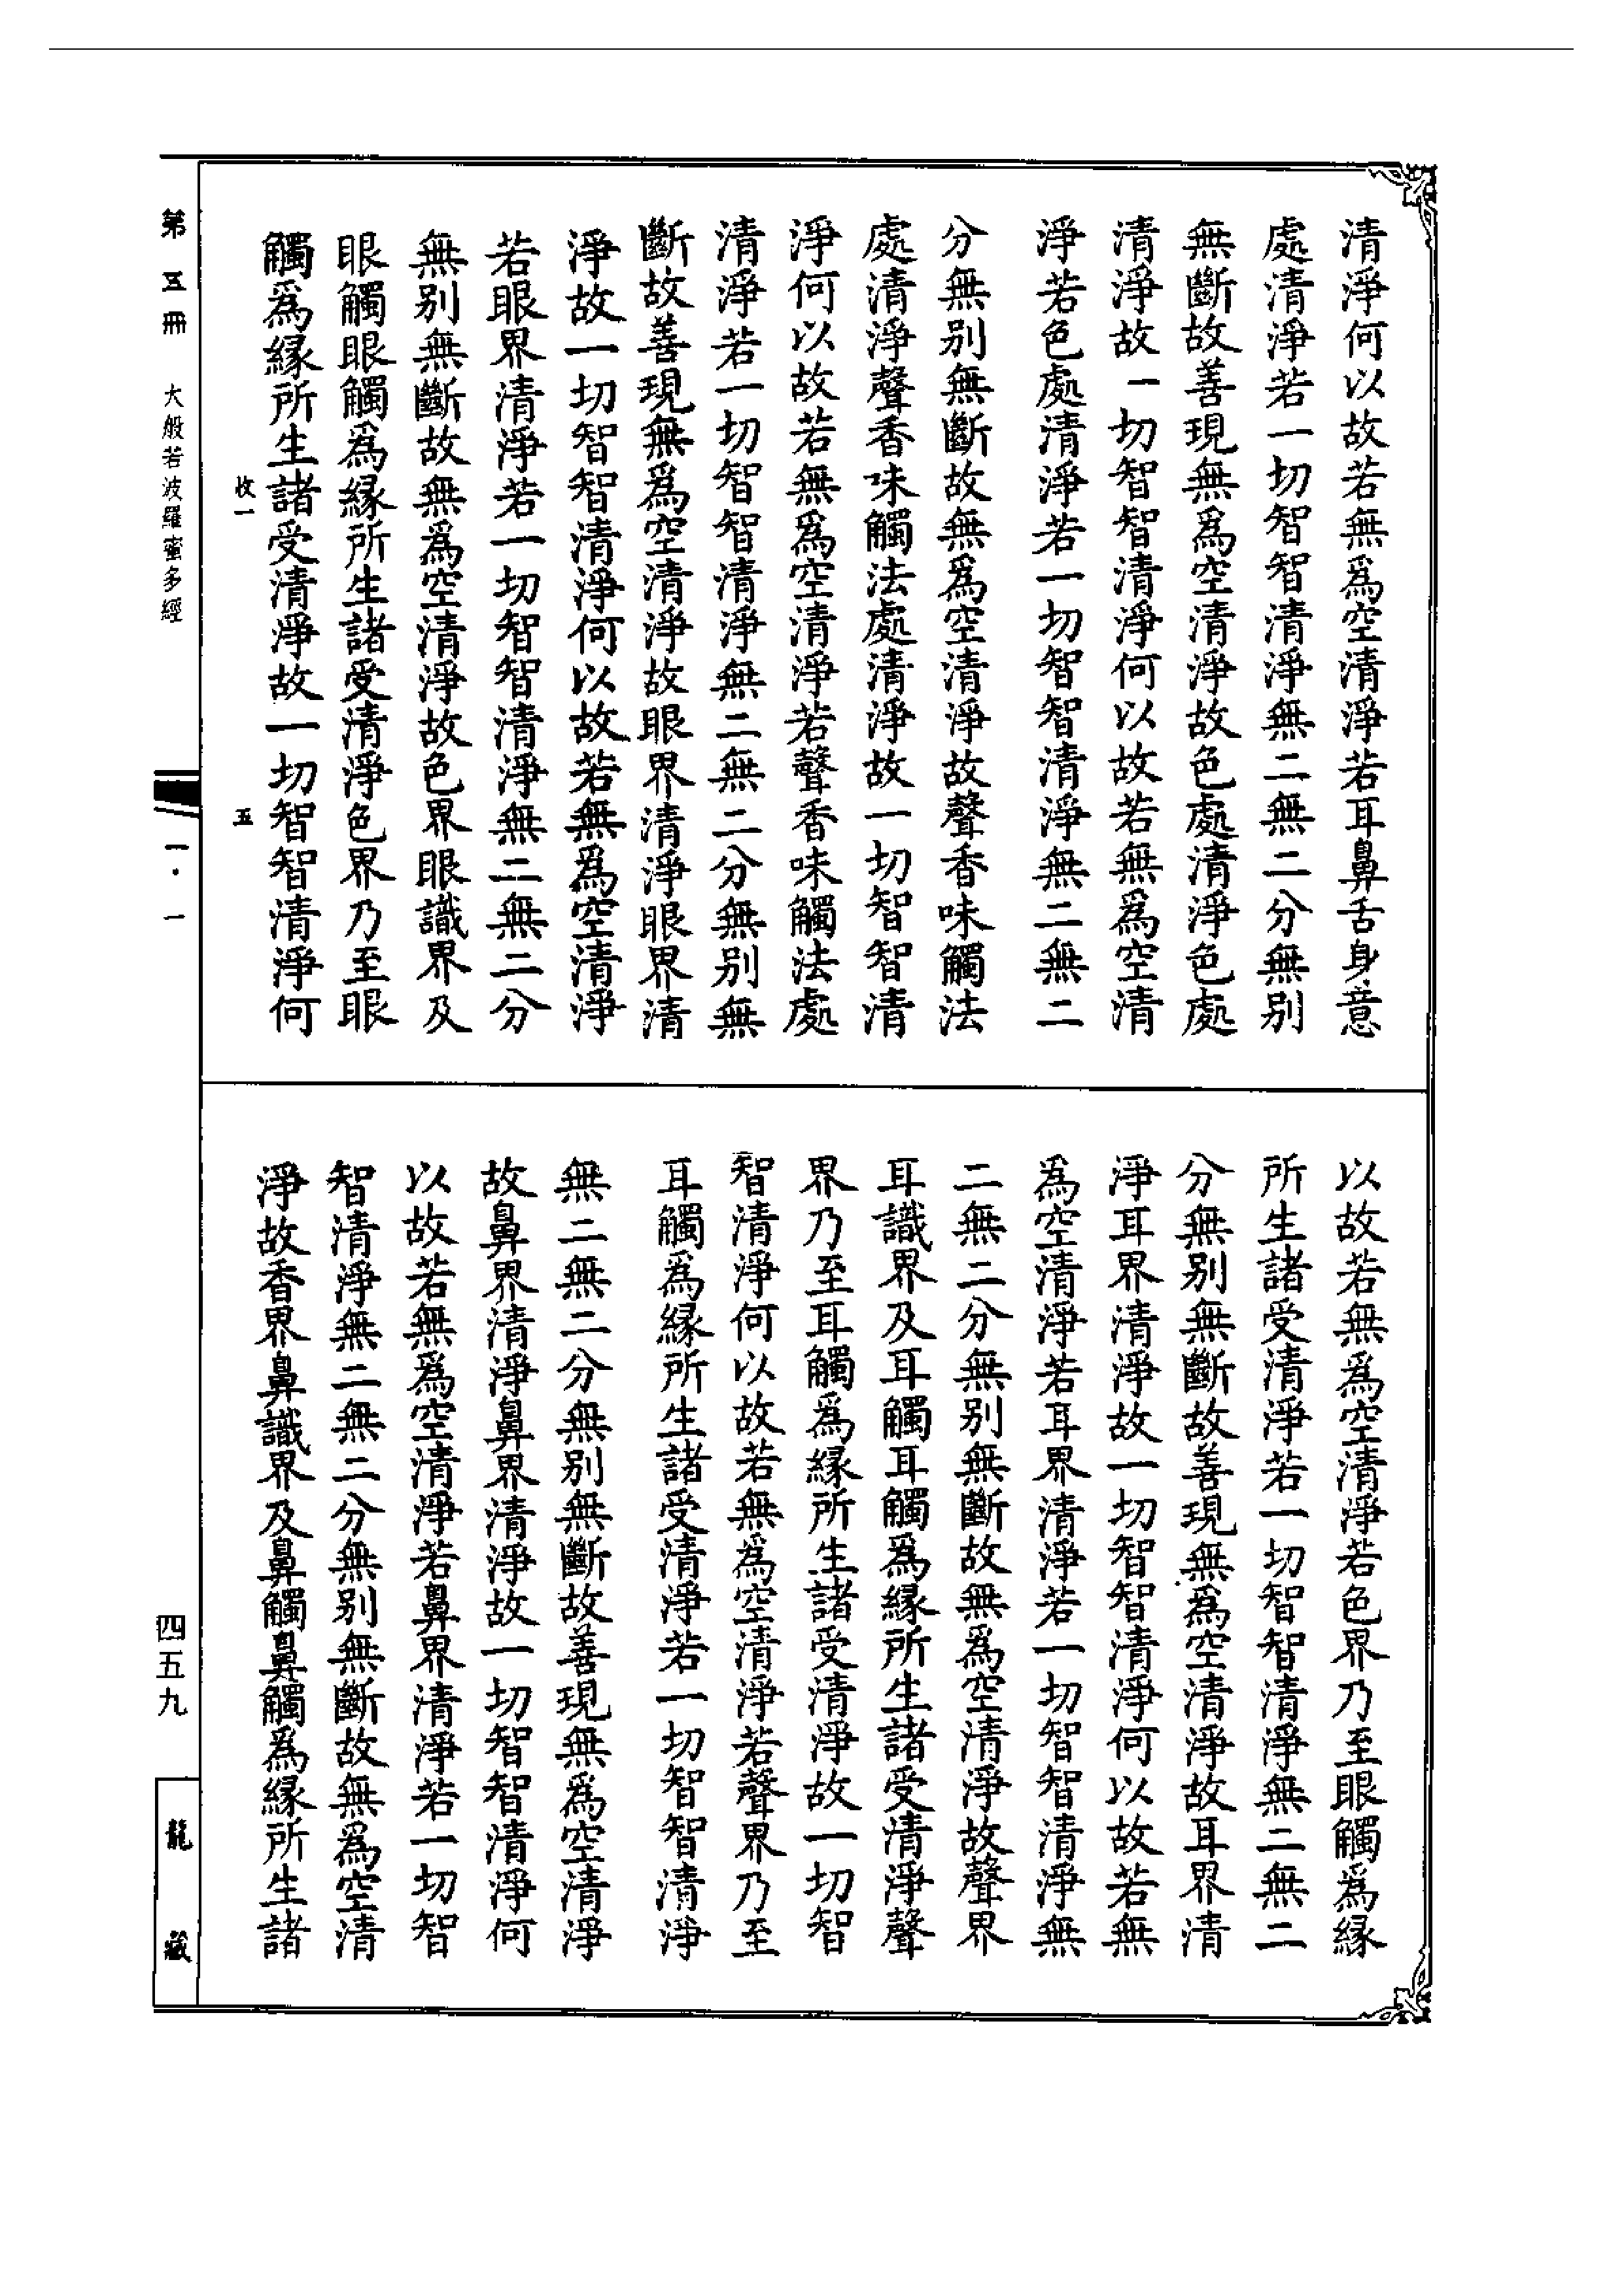 清淨何以故若無爲空清淨若耳鼻舌身意
處清淨若一切智智清淨無二無二分無別
無斷故善現無爲空清淨故色處清淨色處
清淨故一切智智清淨何以故若無爲空清
淨若色處清淨若一切智智清淨無二無二
分無別無斷故無爲空清淨故聲香味觸法
處清淨聲香味觸法處清淨故一切智智清
淨何以故若無爲空清淨若聲香味觸法處
清淨若一切智智清淨無二無二分無別無
斷故善現無爲空清淨故眼界清淨眼界清
淨故一切智智清淨何以故若無爲空清淨
若眼界清淨若一切智智清淨無二無二分
無別無斷故無爲空清淨故色界眼識界及
眼觸眼觸爲緣所生諸受清淨色界乃至眼
觸爲緣所生諸受清淨故一切智智清淨何
收一 五
以故若無爲空清淨若色界乃至眼觸爲緣
所生諸受清淨若一切智智清淨無二無二
分無別無斷故善現無爲空清淨故耳界清
淨耳界清淨故一切智智清淨何以故若無
爲空清淨若耳界清淨若一切智智清淨無
二無二分無別無斷故無爲空清淨故聲界
耳識界及耳觸耳觸爲緣所生諸受清淨聲
界乃至耳觸爲緣所生諸受清淨故一切智
智清淨何以故若無爲空清淨若聲界乃至
耳觸爲緣所生諸受清淨若一切智智清淨
無二無二分無別無斷故善現無爲空清淨
故鼻界清淨鼻界清淨故一切智智清淨何
以故若無爲空清淨若鼻界清淨若一切智
智清淨無二無二分無別無斷故無爲空清
淨故香界鼻識界及鼻觸鼻觸爲緣所生諸
第五冊 大般若波羅蜜多經 一·一 四五九 龍藏